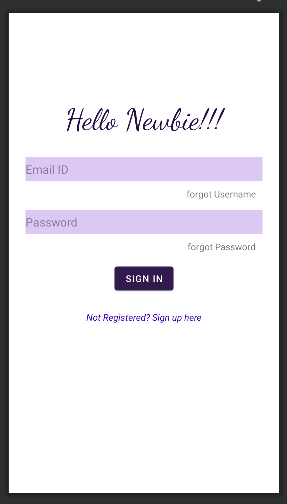 Hello Newbie!!!
Email ID
forgot Username
Password
forgot Password
SIGN IN
Not Registered? Sign up here